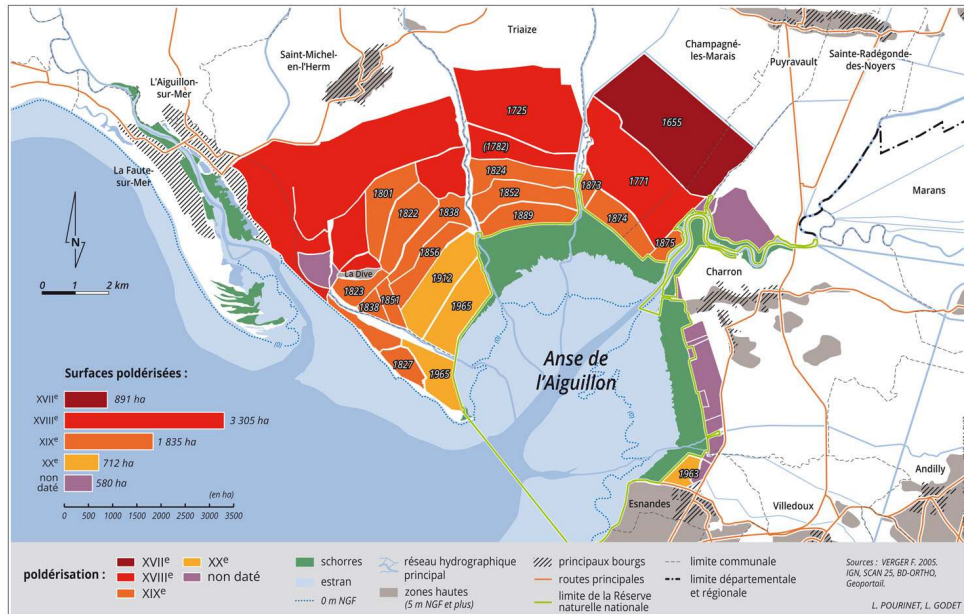 Triaize
Saint-Michel-
en-l'Herm
Champagné
les-Marais
Puyravault
Sainte-Radégonde-
des-Noyers
L'Aiguillon-
sur-Mer
La Faute-
sur-Mer
Marans
1725
1655
(1782)
1824
1801
1852
1873
1771
1822
1838
1889
1874
1856
1875
La Dive
1912
Charron
1823
1851
1838
1965
N
0 1 2 km
(0)
(0)
(0)
Anse de
l'Aiguillon
1827
1965
Surfaces poldérisées :
XVIIe 891 ha
XVIIIe 3 305 ha
XIXe 1 835 ha
XXe 712 ha
non
daté 580 ha
(en ha)
0 500 1000 1500 2000 2500 3000 3500
1963
Esnandes
Villedoux
Andilly
poldérisation :
XVIIe
XVIIIe
XIXe
XXe
non daté
schorres
estran
0 m NGF
réseau hydrographique
principal
zones hautes
(5 m NGF et plus)
principaux bourgs
routes principales
limite de la Réserve
naturelle nationale
limite communale
limite départementale
et régionale
Sources : VERGER F. 2005.
IGN, SCAN 25, BD-ORTHO,
Geoportail.
L. POURINET, L. GODET